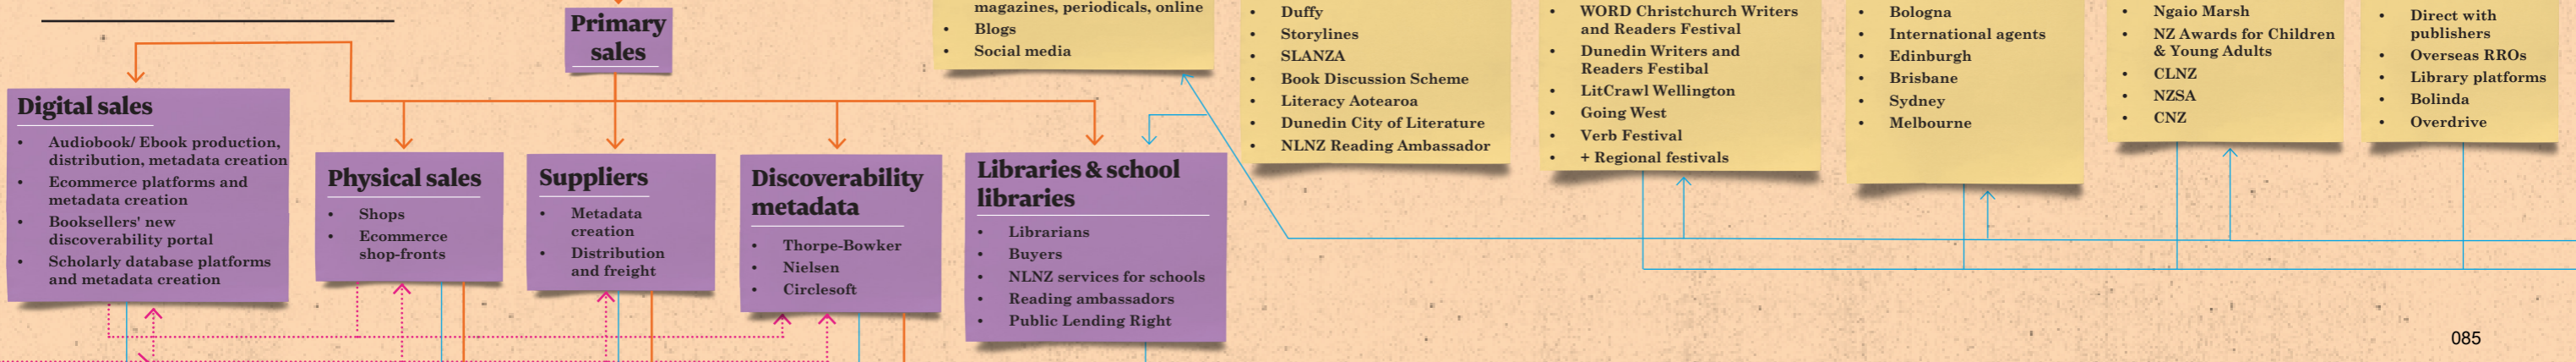 Primary
sales
Digital sales
• Audiobook/ Ebook production,
distribution, metadata creation
• Ecommerce platforms and
metadata creation
• Booksellers' new
discoverability portal
• Scholarly database platforms
and metadata creation
Physical sales
• Shops
• Ecommerce
shop-fronts
Suppliers
• Metadata
creation
• Distribution
and freight
Discoverability
metadata
• Thorpe-Bowker
• Nielsen
• Circlesoft
Libraries & school
libraries
• Librarians
• Buyers
• NLNZ services for schools
• Reading ambassadors
• Public Lending Right
magazines, periodicals, online
• Blogs
• Social media
• Duffy
• Storylines
• SLANZA
• Book Discussion Scheme
• Literacy Aotearoa
• Dunedin City of Literature
• NLNZ Reading Ambassador
• WORD Christchurch Writers
and Readers Festival
• Dunedin Writers and
Readers Festibal
• LitCrawl Wellington
• Going West
• Verb Festival
• + Regional festivals
• Bologna
• International agents
• Edinburgh
• Brisbane
• Sydney
• Melbourne
• Ngaio Marsh
• NZ Awards for Children
& Young Adults
• CLNZ
• NZSA
• CNZ
• Direct with
publishers
• Overseas RROs
• Library platforms
• Bolinda
• Overdrive
085